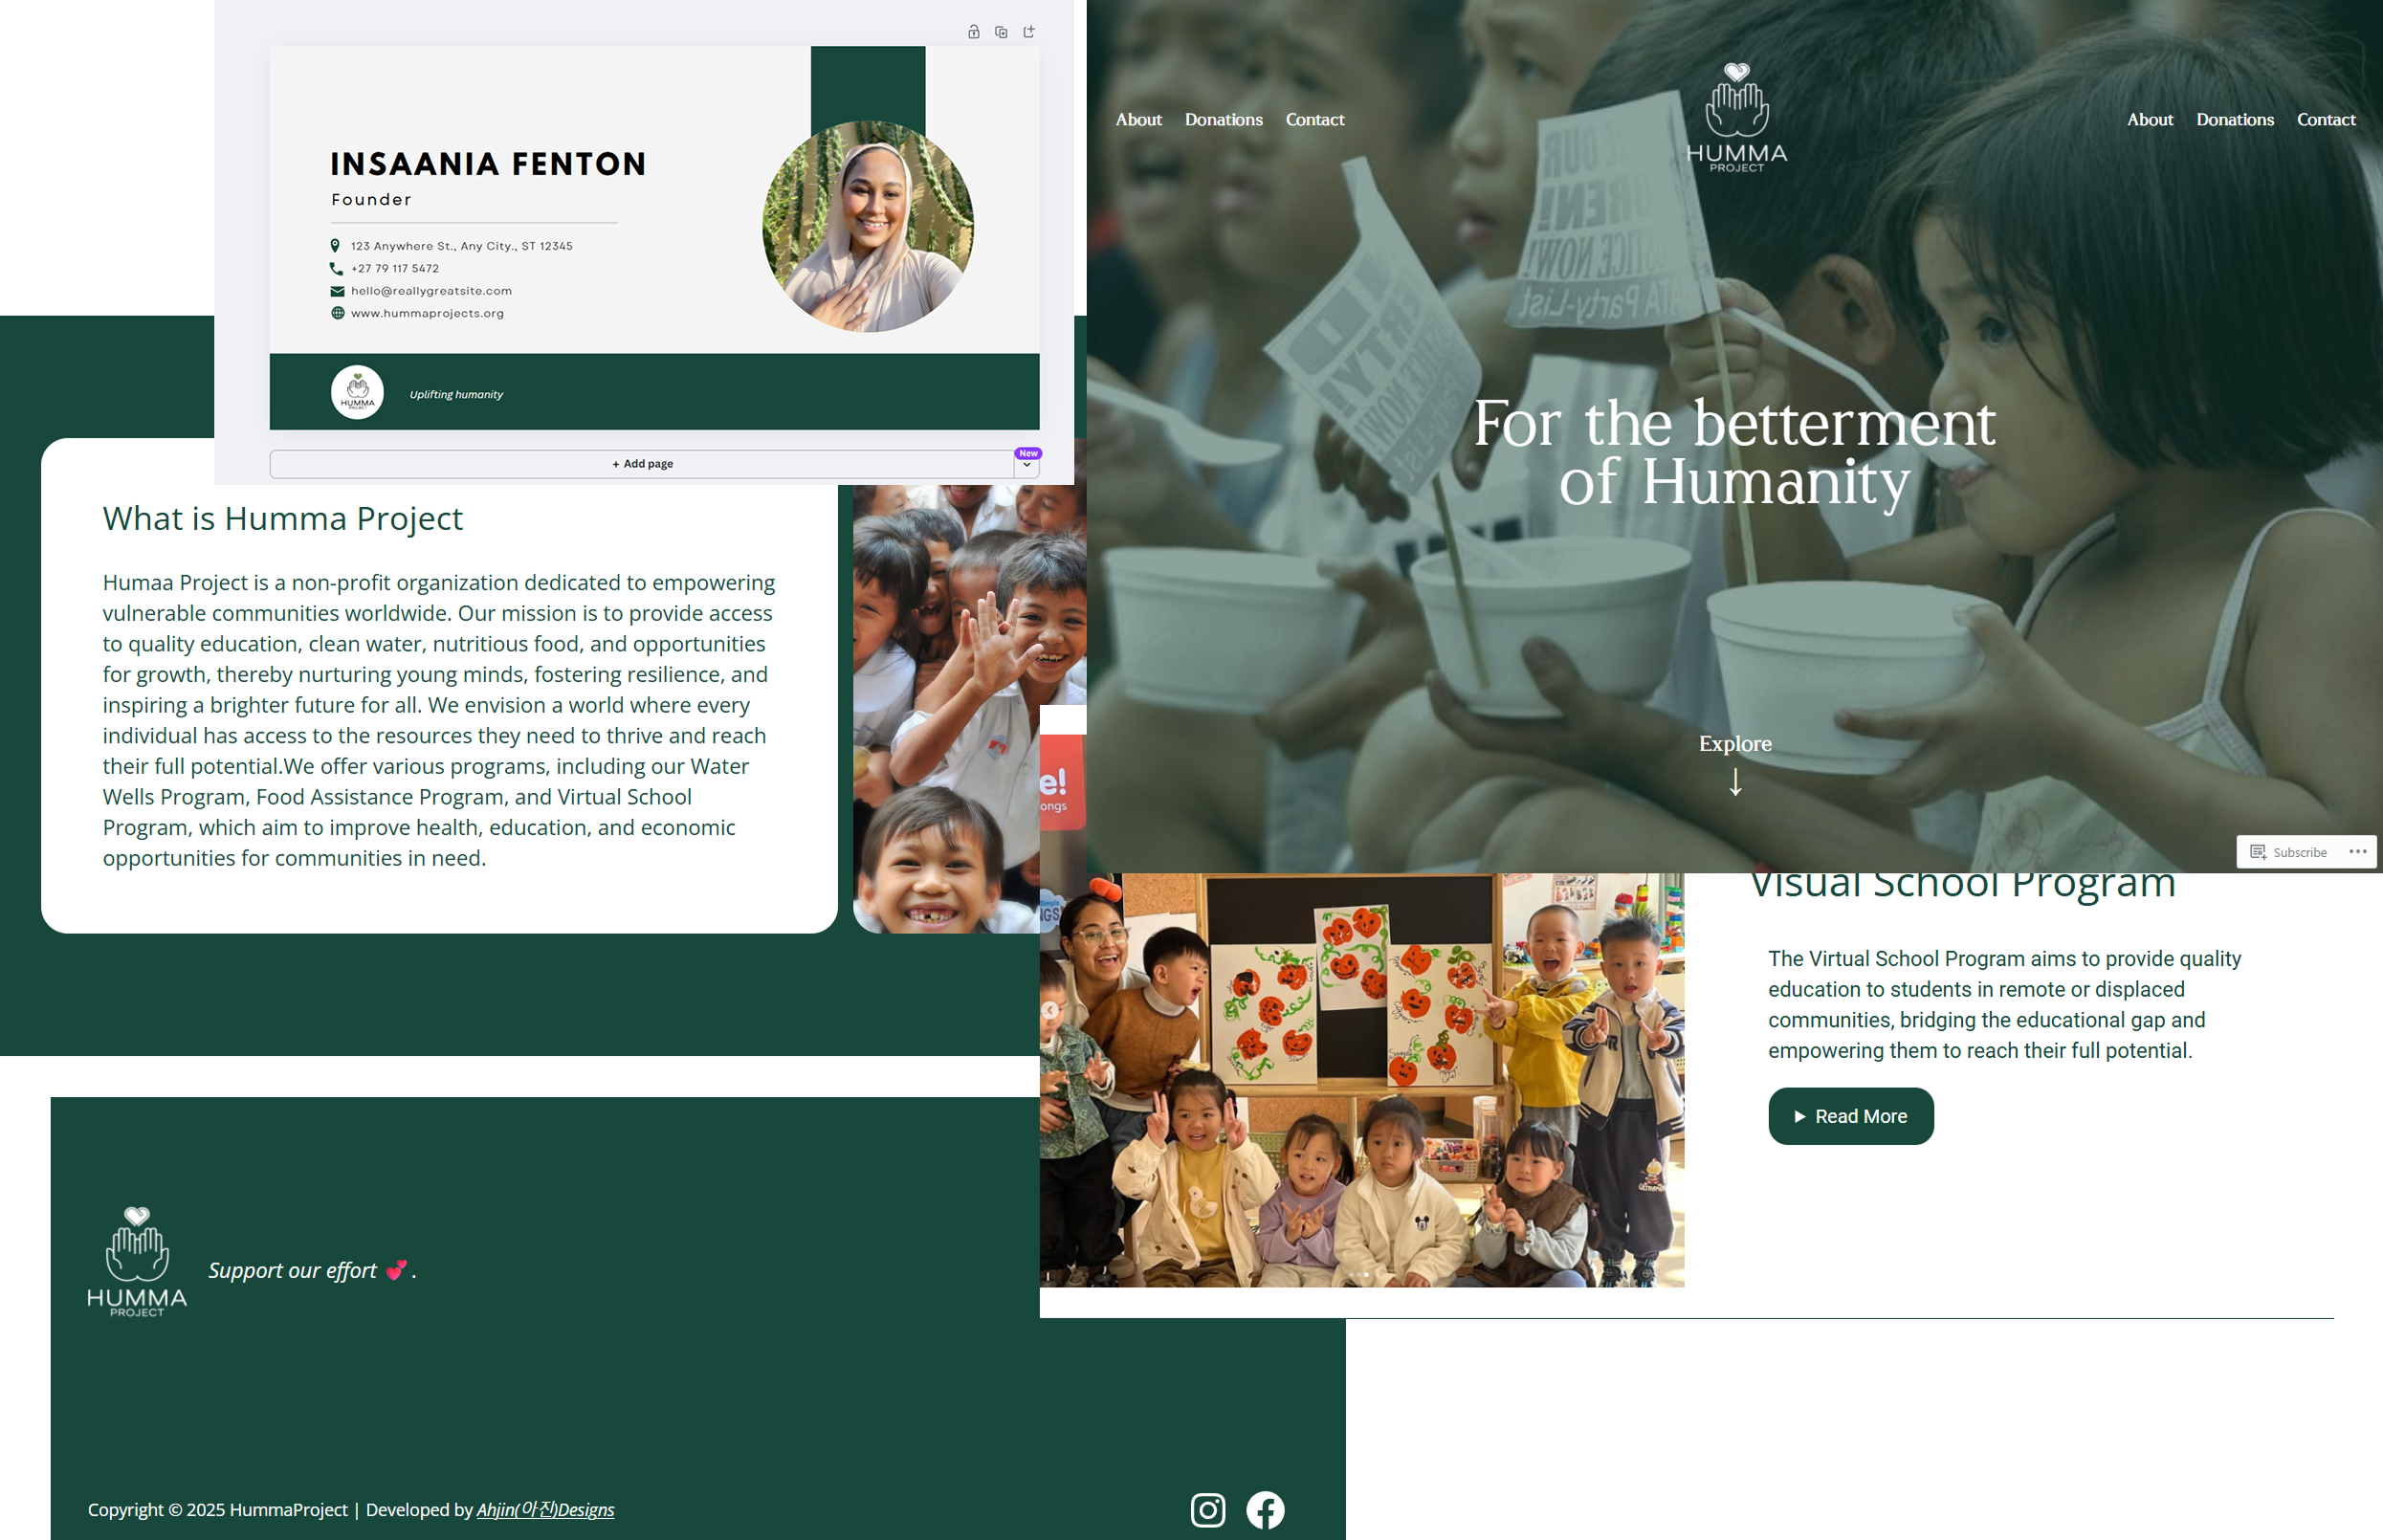 INSAANIA FENTON
Founder
123 Anywhere St., Any City., ST 12345
+27 79 117 5472
hello@reallygreatsite.com
www.hummaprojects.org
HUMMA
PROJECT
Uplifting humanity
+ Add page
New
About Donations Contact
HUMMA
PROJECT
About Donations Contact
For the betterment
of Humanity
Explore
Subscribe
What is Humma Project
Humaa Project is a non-profit organization dedicated to empowering
vulnerable communities worldwide. Our mission is to provide access
to quality education, clean water, nutritious food, and opportunities
for growth, thereby nurturing young minds, fostering resilience, and
inspiring a brighter future for all. We envision a world where every
individual has access to the resources they need to thrive and reach
their full potential.We offer various programs, including our Water
Wells Program, Food Assistance Program, and Virtual School
Program, which aim to improve health, education, and economic
opportunities for communities in need.
e!
ongs
Visual School Program
The Virtual School Program aims to provide quality
education to students in remote or displaced
communities, bridging the educational gap and
empowering them to reach their full potential.
Read More
HUMMA
PROJECT
Support our effort 💕 .
Copyright © 2025 HummaProject | Developed by Ahjin(아진)Designs